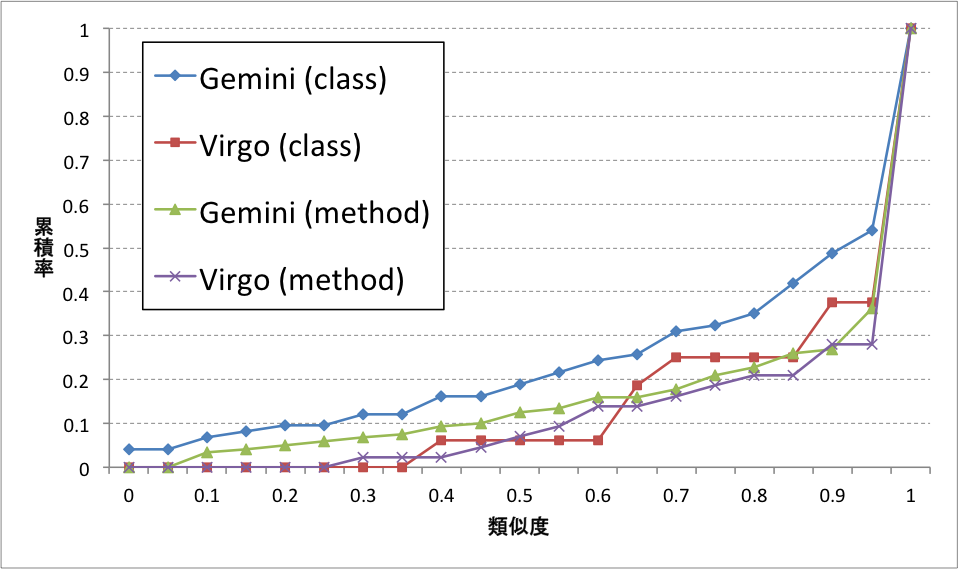 1
0.9
0.8
0.7
0.6
0.5
0.4
0.3
0.2
0.1
0
累積率
Gemini (class)
Virgo (class)
Gemini (method)
Virgo (method)
0 0.1 0.2 0.3 0.4 0.5 0.6 0.7 0.8 0.9 1
類似度